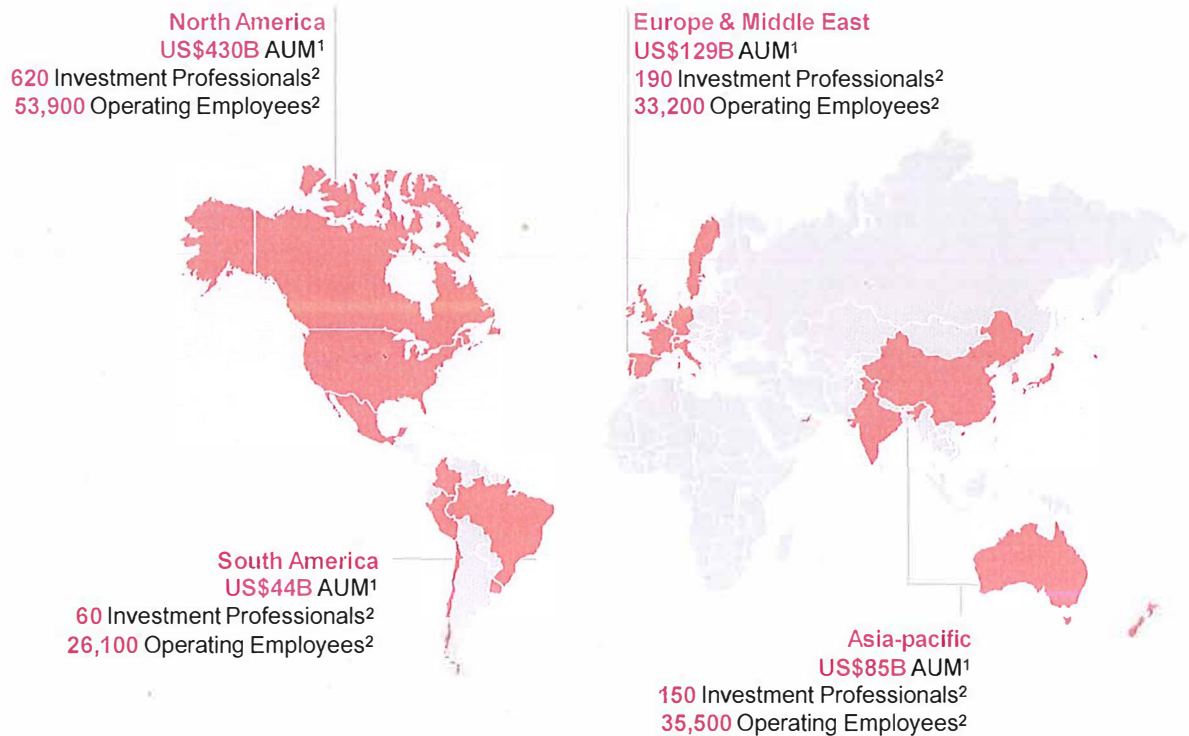 North America
US$430B AUM¹
620 Investment Professionals²
53,900 Operating Employees²
Europe & Middle East
US$129B AUM¹
190 Investment Professionals²
33,200 Operating Employees²
South America
US$44B AUM¹
60 Investment Professionals²
26,100 Operating Employees²
Asia-pacific
US$85B AUM¹
150 Investment Professionals²
35,500 Operating Employees²